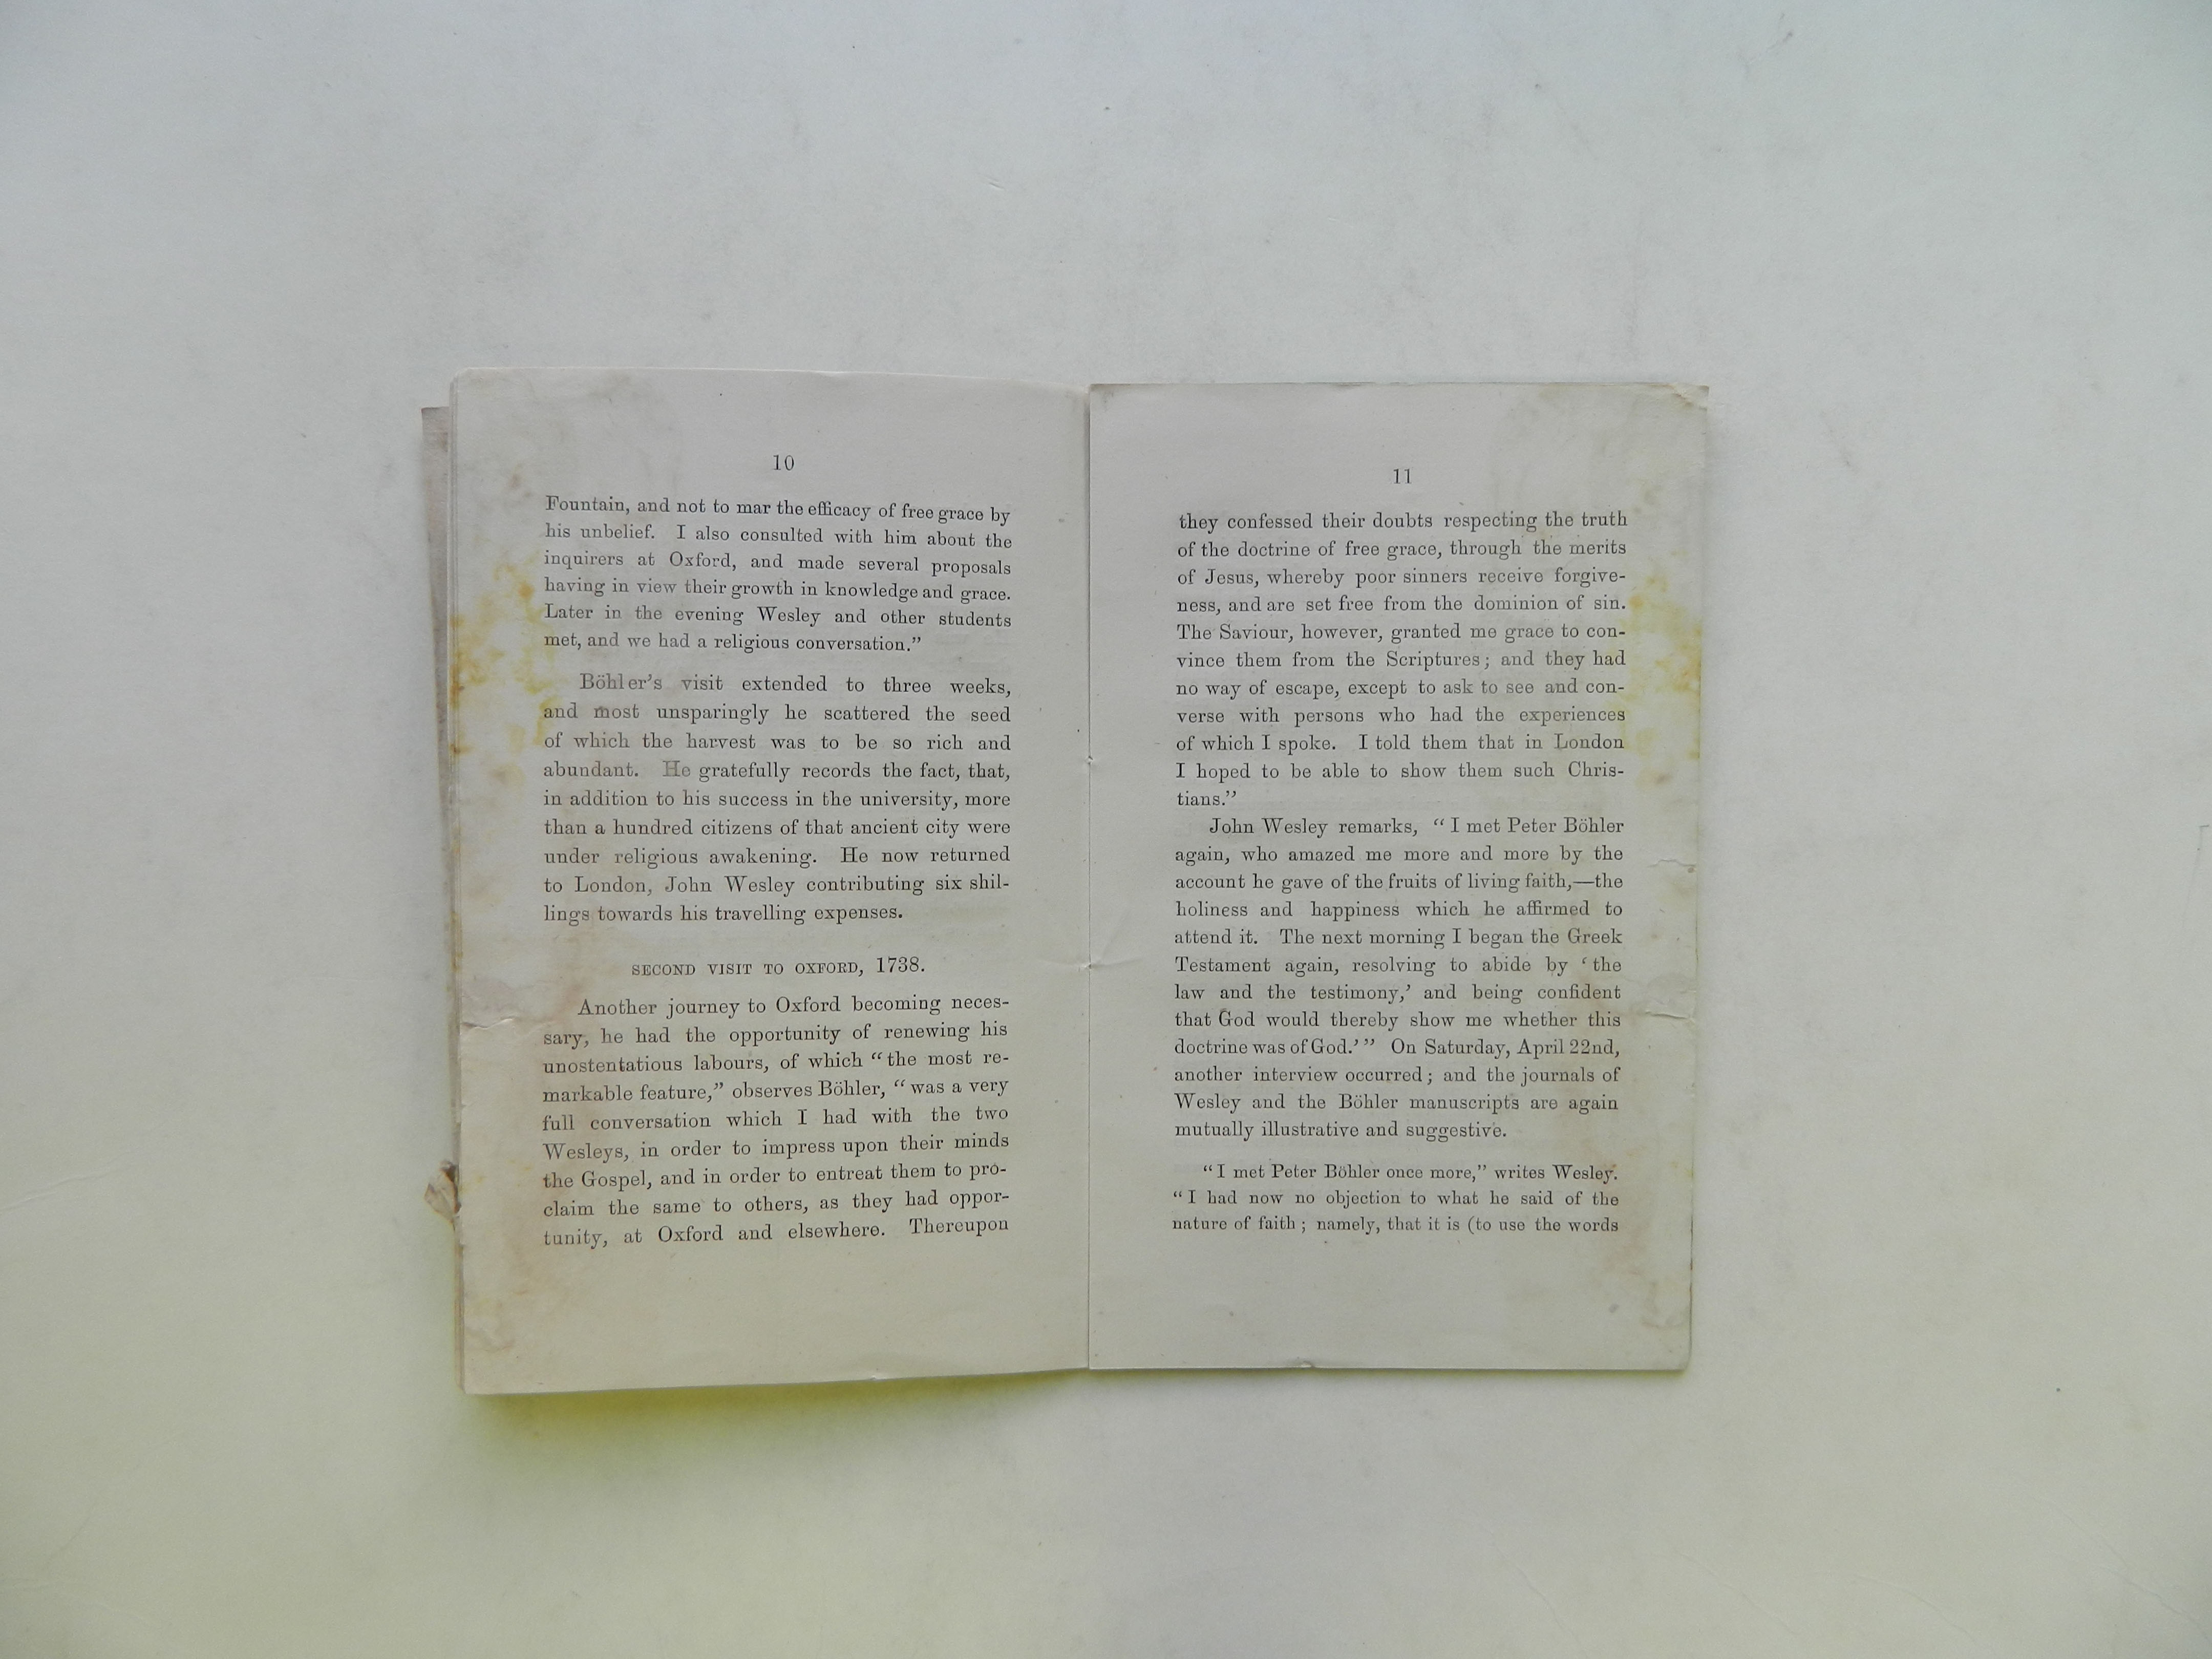 10
Fountain, and not to mar the efficacy of free grace by
his unbelief. I also consulted with him about the
inquirers at Oxford, and made several proposals
having in view their growth in knowledge and grace.
Later in the evening Wesley and other students
met, and we had a religious conversation.”
Böhler’s visit extended to three weeks,
and most unsparingly he scattered the seed
of which the harvest was to be so rich and
abundant. He gratefully records the fact, that,
in addition to his success in the university, more
than a hundred citizens of that ancient city were
under religious awakening. He now returned
to London, John Wesley contributing six shil-
lings towards his travelling expenses.
SECOND VISIT TO OXFORD, 1738.
Another journey to Oxford becoming neces-
sary, he had the opportunity of renewing his
unostentatious labours, of which “the most re-
markable feature,” observes Böhler, “was a very
full conversation which I had with the two
Wesleys, in order to impress upon their minds
the Gospel, and in order to entreat them to pro-
claim the same to others, as they had oppor-
tunity, at Oxford and elsewhere. Thereupon
11
they confessed their doubts respecting the truth
of the doctrine of free grace, through the merits
of Jesus, whereby poor sinners receive forgive-
ness, and are set free from the dominion of sin.
The Saviour, however, granted me grace to con-
vince them from the Scriptures; and they had
no way of escape, except to ask to see and con-
verse with persons who had the experiences
of which I spoke. I told them that in London
I hoped to be able to show them such Chris-
tians.”
John Wesley remarks, “I met Peter Böhler
again, who amazed me more and more by the
account he gave of the fruits of living faith,—the
holiness and happiness which he affirmed to
attend it. The next morning I began the Greek
Testament again, resolving to abide by ‘the
law and the testimony,’ and being confident
that God would thereby show me whether this
doctrine was of God.’” On Saturday, April 22nd,
another interview occurred; and the journals of
Wesley and the Böhler manuscripts are again
mutually illustrative and suggestive.
“I met Peter Böhler once more,” writes Wesley.
“I had now no objection to what he said of the
nature of faith; namely, that it is (to use the words